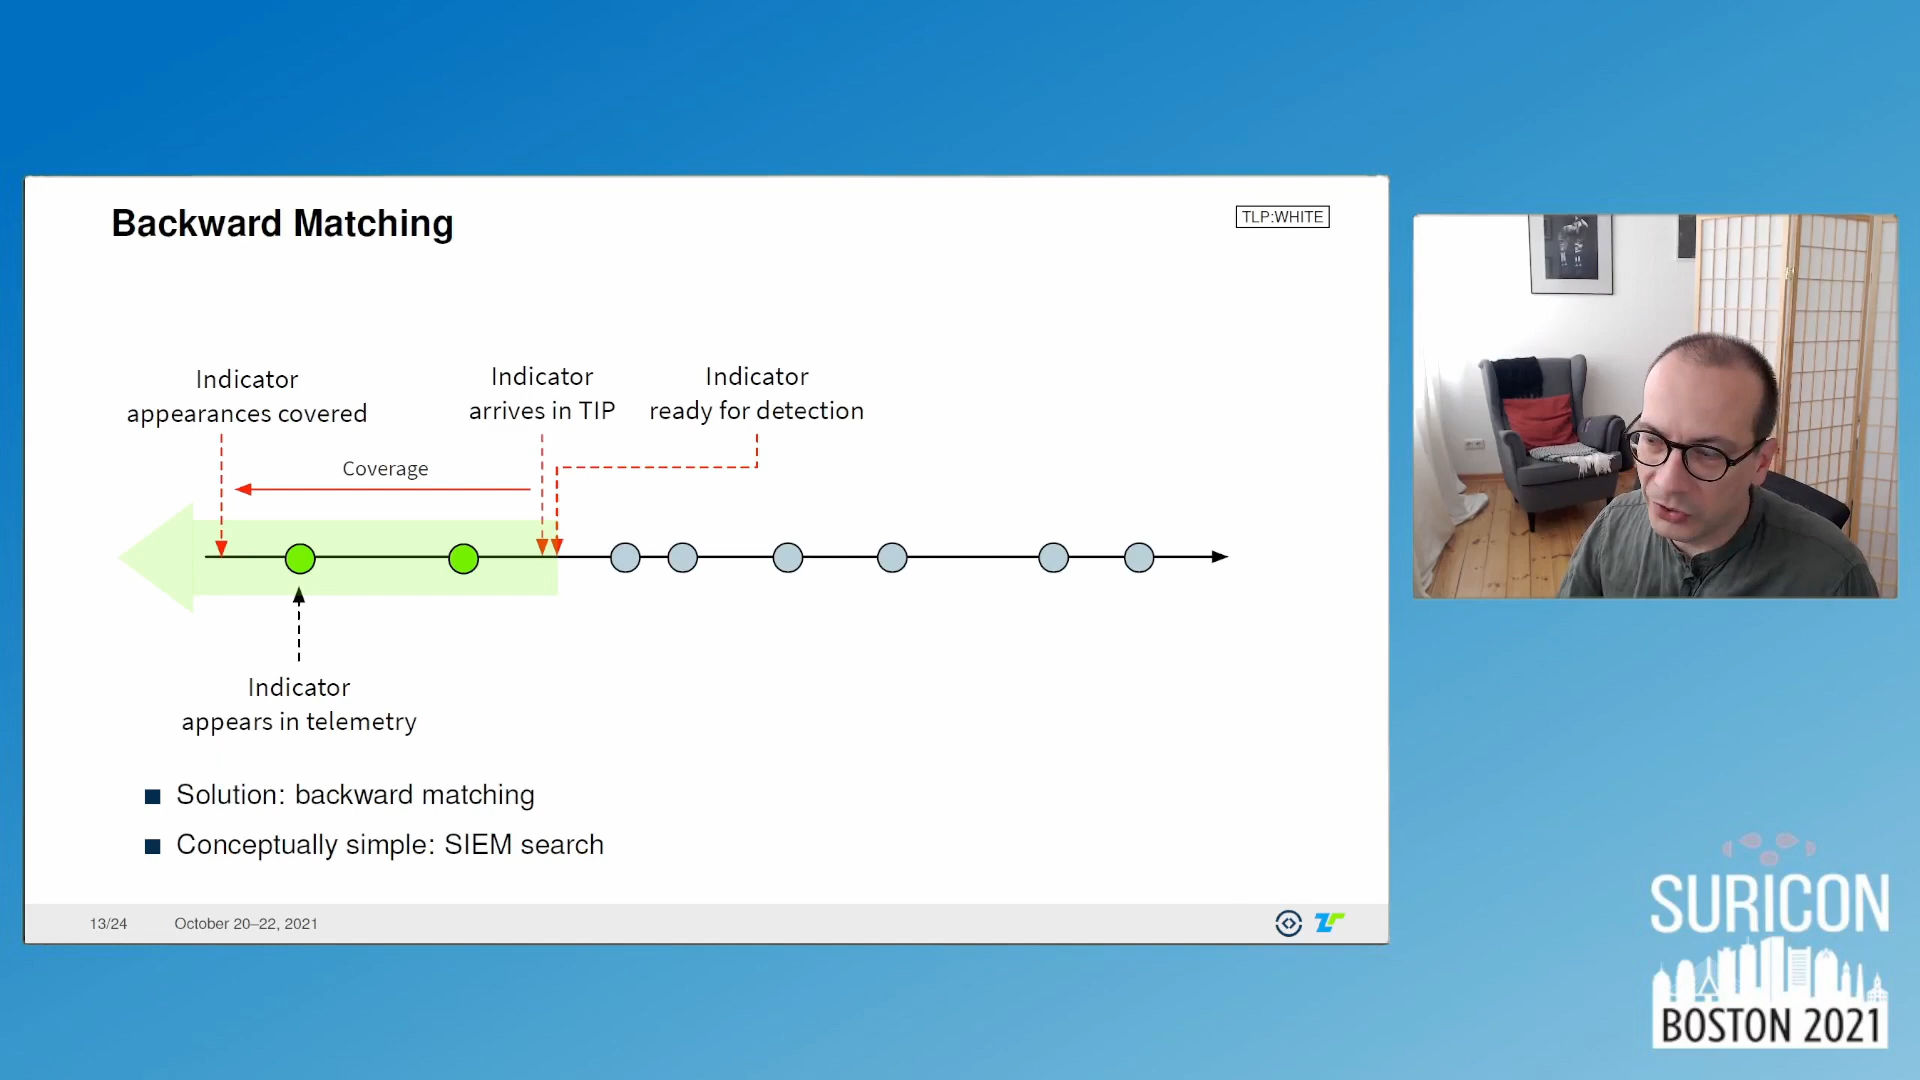 Backward Matching
TLP:WHITE
Indicator
appearances covered
Indicator
arrives in TIP
Indicator
ready for detection
Coverage
Indicator
appears in telemetry
Solution: backward matching
Conceptually simple: SIEM search
13/24 October 20–22, 2021
SURICON
BOSTON 2021